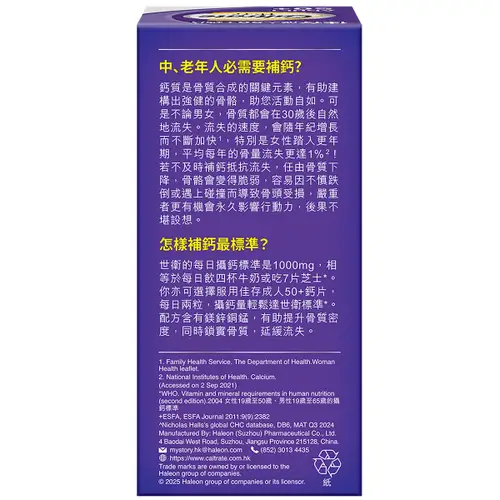 中、老年人必需要補鈣?
鈣質是骨質合成的關鍵元素，有助建
構出強健的骨骼，助您活動自如。可
是不論男女，骨質都會在30歲後自然
地流失。流失的速度，會隨年紀增長
而不斷加快¹，特別是女性踏入更年
期，平均每年的骨量流失更達1%²！
若不及時補鈣抵抗流失，任由骨質下
降，骨骼會變得脆弱，容易因不慎跌
倒或遇上碰撞而導致骨頭受損，嚴重
者更有機會永久影響行動力，後果不
堪設想。
怎樣補鈣最標準？
世衛的每日攝鈣標準是1000mg，相
等於每日飲四杯牛奶或吃7片芝士*。
你亦可選擇服用佳存成人50+鈣片，
每日兩粒，攝鈣量輕鬆達世衛標準*。
配方含有鎂鋅銅錳，有助提升骨質密
度，同時鎖實骨質，延緩流失。
1. Family Health Service. The Department of Health.Woman
Health leaflet.
2. National Institutes of Health. Calcium.
(Accessed on 2 Sep 2021)
*WHO. Vitamin and mineral requirements in human nutrition
(second edition).2004 女性19歲至50歲，男性19歲至65歲的攝
鈣標準
+ESFA, ESFA Journal 2011:9(9):2382
^Nicholas Halls's global CHC database, DB6, MAT Q3 2024
Manufactured By: Haleon (Suzhou) Pharmaceutical Co., Ltd.
4 Baodai West Road, Suzhou, Jiangsu Province 215128, China.
mystory.hk@haleon.com (852) 3013 4435
https://www.caltrate.com.hk
Trade marks are owned by or licensed to the
Haleon group of companies.
© 2025 Haleon group of companies or its licensor.
紙